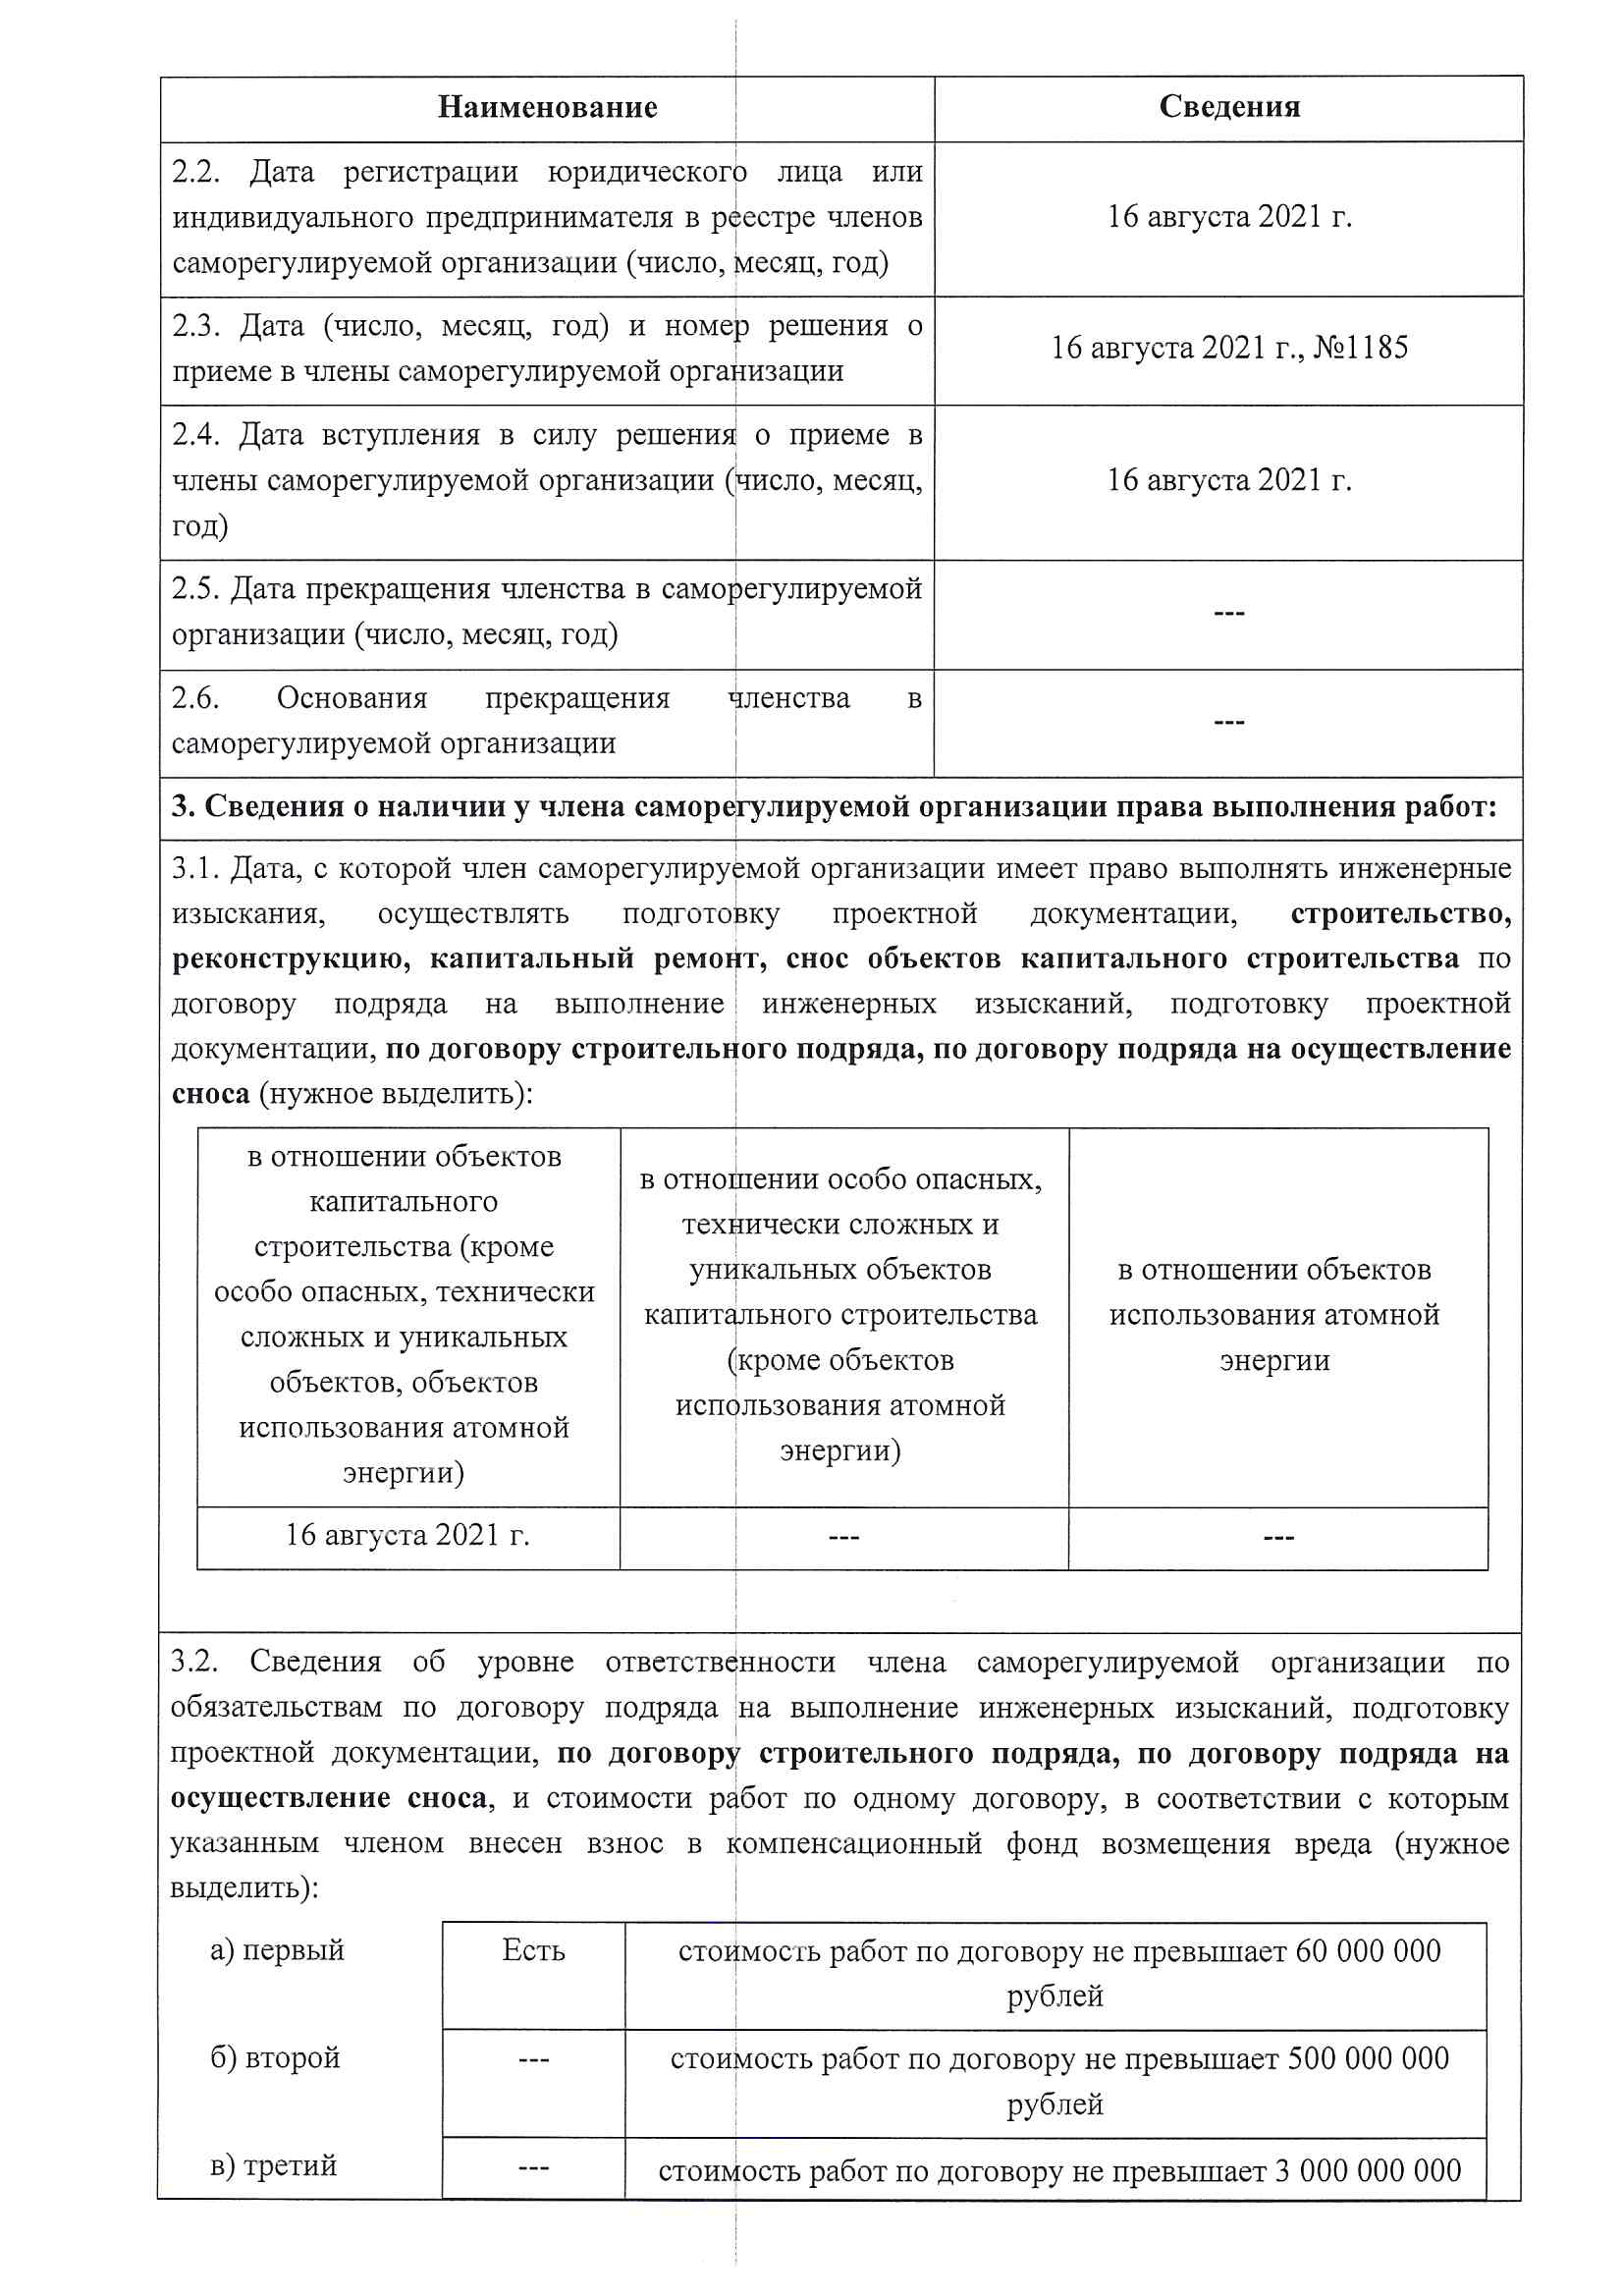 Наименование
Сведения
2.2. Дата регистрации юридического лица или
индивидуального предпринимателя в реестре членов
саморегулируемой организации (число, месяц, год)
16 августа 2021 г.
2.3. Дата (число, месяц, год) и номер решения о
приеме в члены саморегулируемой организации
16 августа 2021 г., №1185
2.4. Дата вступления в силу решения о приеме в
члены саморегулируемой организации (число, месяц,
год)
16 августа 2021 г.
2.5. Дата прекращения членства в саморегулируемой
организации (число, месяц, год)
---
2.6. Основания прекращения членства в
саморегулируемой организации
---
3. Сведения о наличии у члена саморегулируемой организации права выполнения работ:
3.1. Дата, с которой член саморегулируемой организации имеет право выполнять инженерные
изыскания, осуществлять подготовку проектной документации, строительство,
реконструкцию, капитальный ремонт, снос объектов капитального строительства по
договору подряда на выполнение инженерных изысканий, подготовку проектной
документации, по договору строительного подряда, по договору подряда на осуществление
сноса (нужное выделить):
в отношении объектов
капитального
строительства (кроме
особо опасных, технически
сложных и уникальных
объектов, объектов
использования атомной
энергии)
в отношении особо опасных,
технически сложных и
уникальных объектов
капитального строительства
(кроме объектов
использования атомной
энергии)
в отношении объектов
использования атомной
энергии
16 августа 2021 г.
---
---
3.2. Сведения об уровне ответственности члена саморегулируемой организации по
обязательствам по договору подряда на выполнение инженерных изысканий, подготовку
проектной документации, по договору строительного подряда, по договору подряда на
осуществление сноса, и стоимости работ по одному договору, в соответствии с которым
указанным членом внесен взнос в компенсационный фонд возмещения вреда (нужное
выделить):
а) первый
Есть
стоимость работ по договору не превышает 60 000 000
рублей
б) второй
---
стоимость работ по договору не превышает 500 000 000
рублей
в) третий
---
стоимость работ по договору не превышает 3 000 000 000